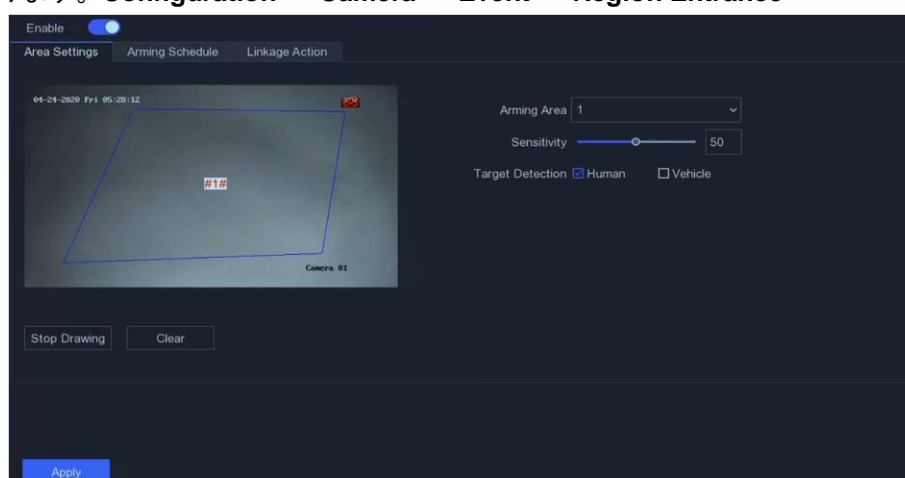 Configuration Camera Event Region Entrance
Enable
Area Settings Arming Schedule Linkage Action
04-24-2020 Fri 05:28:12
Arming Area 1
Sensitivity 50
#1#
Target Detection Human Vehicle
Camera 01
Stop Drawing Clear
Apply